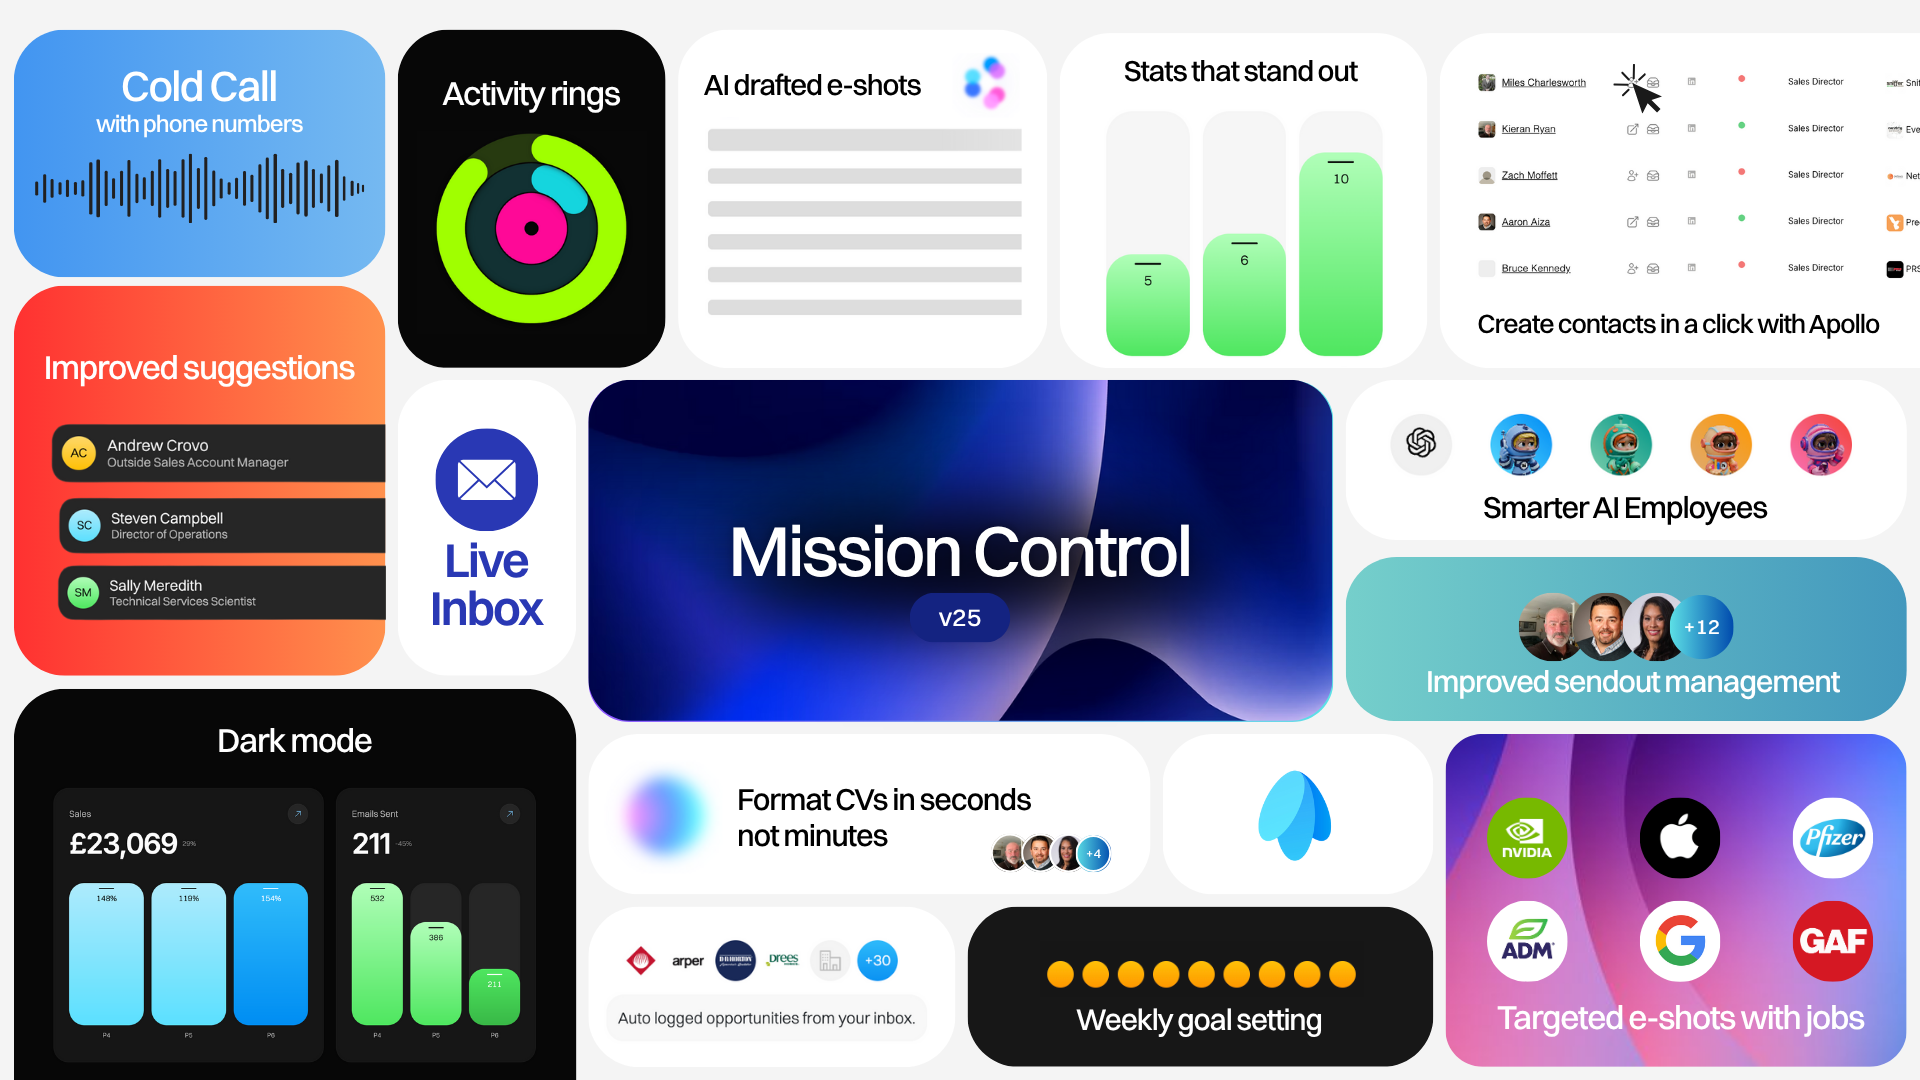 Cold Call
with phone numbers
Activity rings
AI drafted e-shots
Stats that stand out
5
6
10
Miles Charlesworth
Sales Director
Kieran Ryan
Sales Director
Eve
Zach Moffett
Sales Director
Net
Aaron Aiza
Sales Director
Pre
Bruce Kennedy
Sales Director
PRS
Create contacts in a click with Apollo
Improved suggestions
AC
Andrew Crovo
Outside Sales Account Manager
SC
Steven Campbell
Director of Operations
SM
Sally Meredith
Technical Services Scientist
Live
Inbox
Mission Control
v25
Smarter AI Employees
+12
Improved sendout management
Dark mode
Sales
£23,069 29%
148%
119%
154%
P4
P5
P6
Emails Sent
211 -45%
532
386
211
P4
P5
P6
Format CVs in seconds
not minutes
+4
arper
D·R·HORTON
prees
+30
Auto logged opportunities from your inbox.
Weekly goal setting
NVIDIA
Pfizer
ADM
G
GAF
Targeted e-shots with jobs